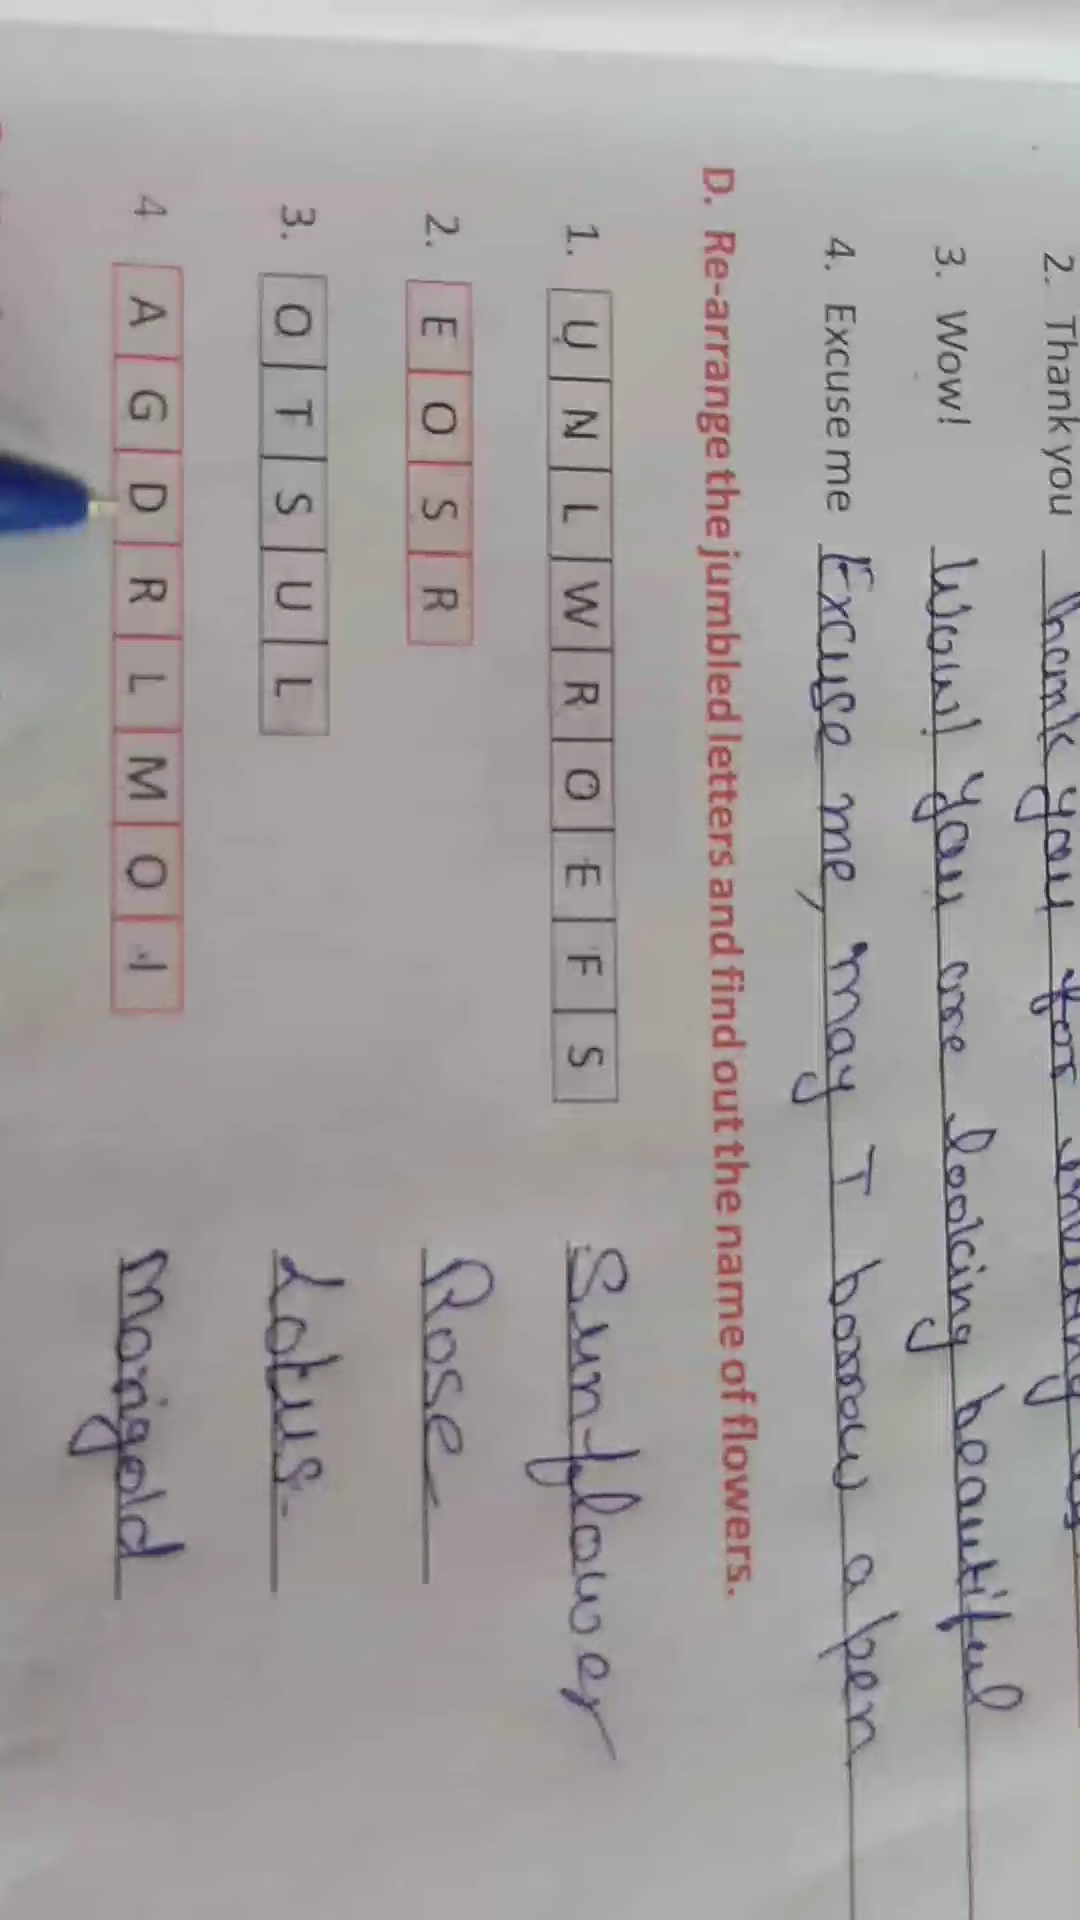 2. Thank you hank you for inviting
3. Wow! Wow! you are looking beautiful
4. Excuse me Excuse me, may I borrow a pen
D. Re-arrange the jumbled letters and find out the name of flowers.
1. U N L W R O E F S Sunflower
2. E O S R Rose
3. O T S U L Lotus
4 A G D R L M O I Marigold